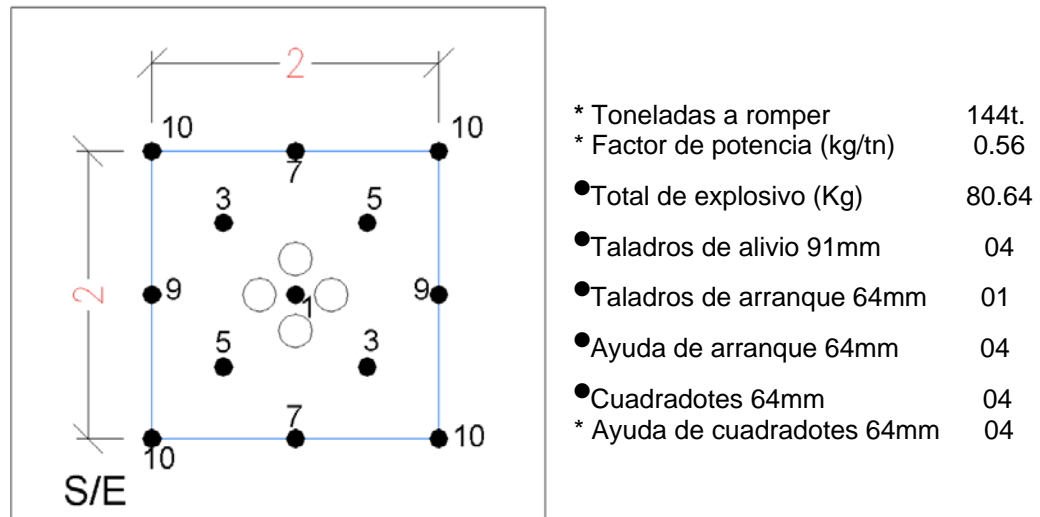 2
10
10
7
3
5
2
9
1
9
5
3
7
10
10
S/E
* Toneladas a romper 144t.
* Factor de potencia (kg/tn) 0.56
●Total de explosivo (Kg) 80.64
●Taladros de alivio 91mm 04
●Taladros de arranque 64mm 01
●Ayuda de arranque 64mm 04
●Cuadradotes 64mm 04
* Ayuda de cuadradotes 64mm 04